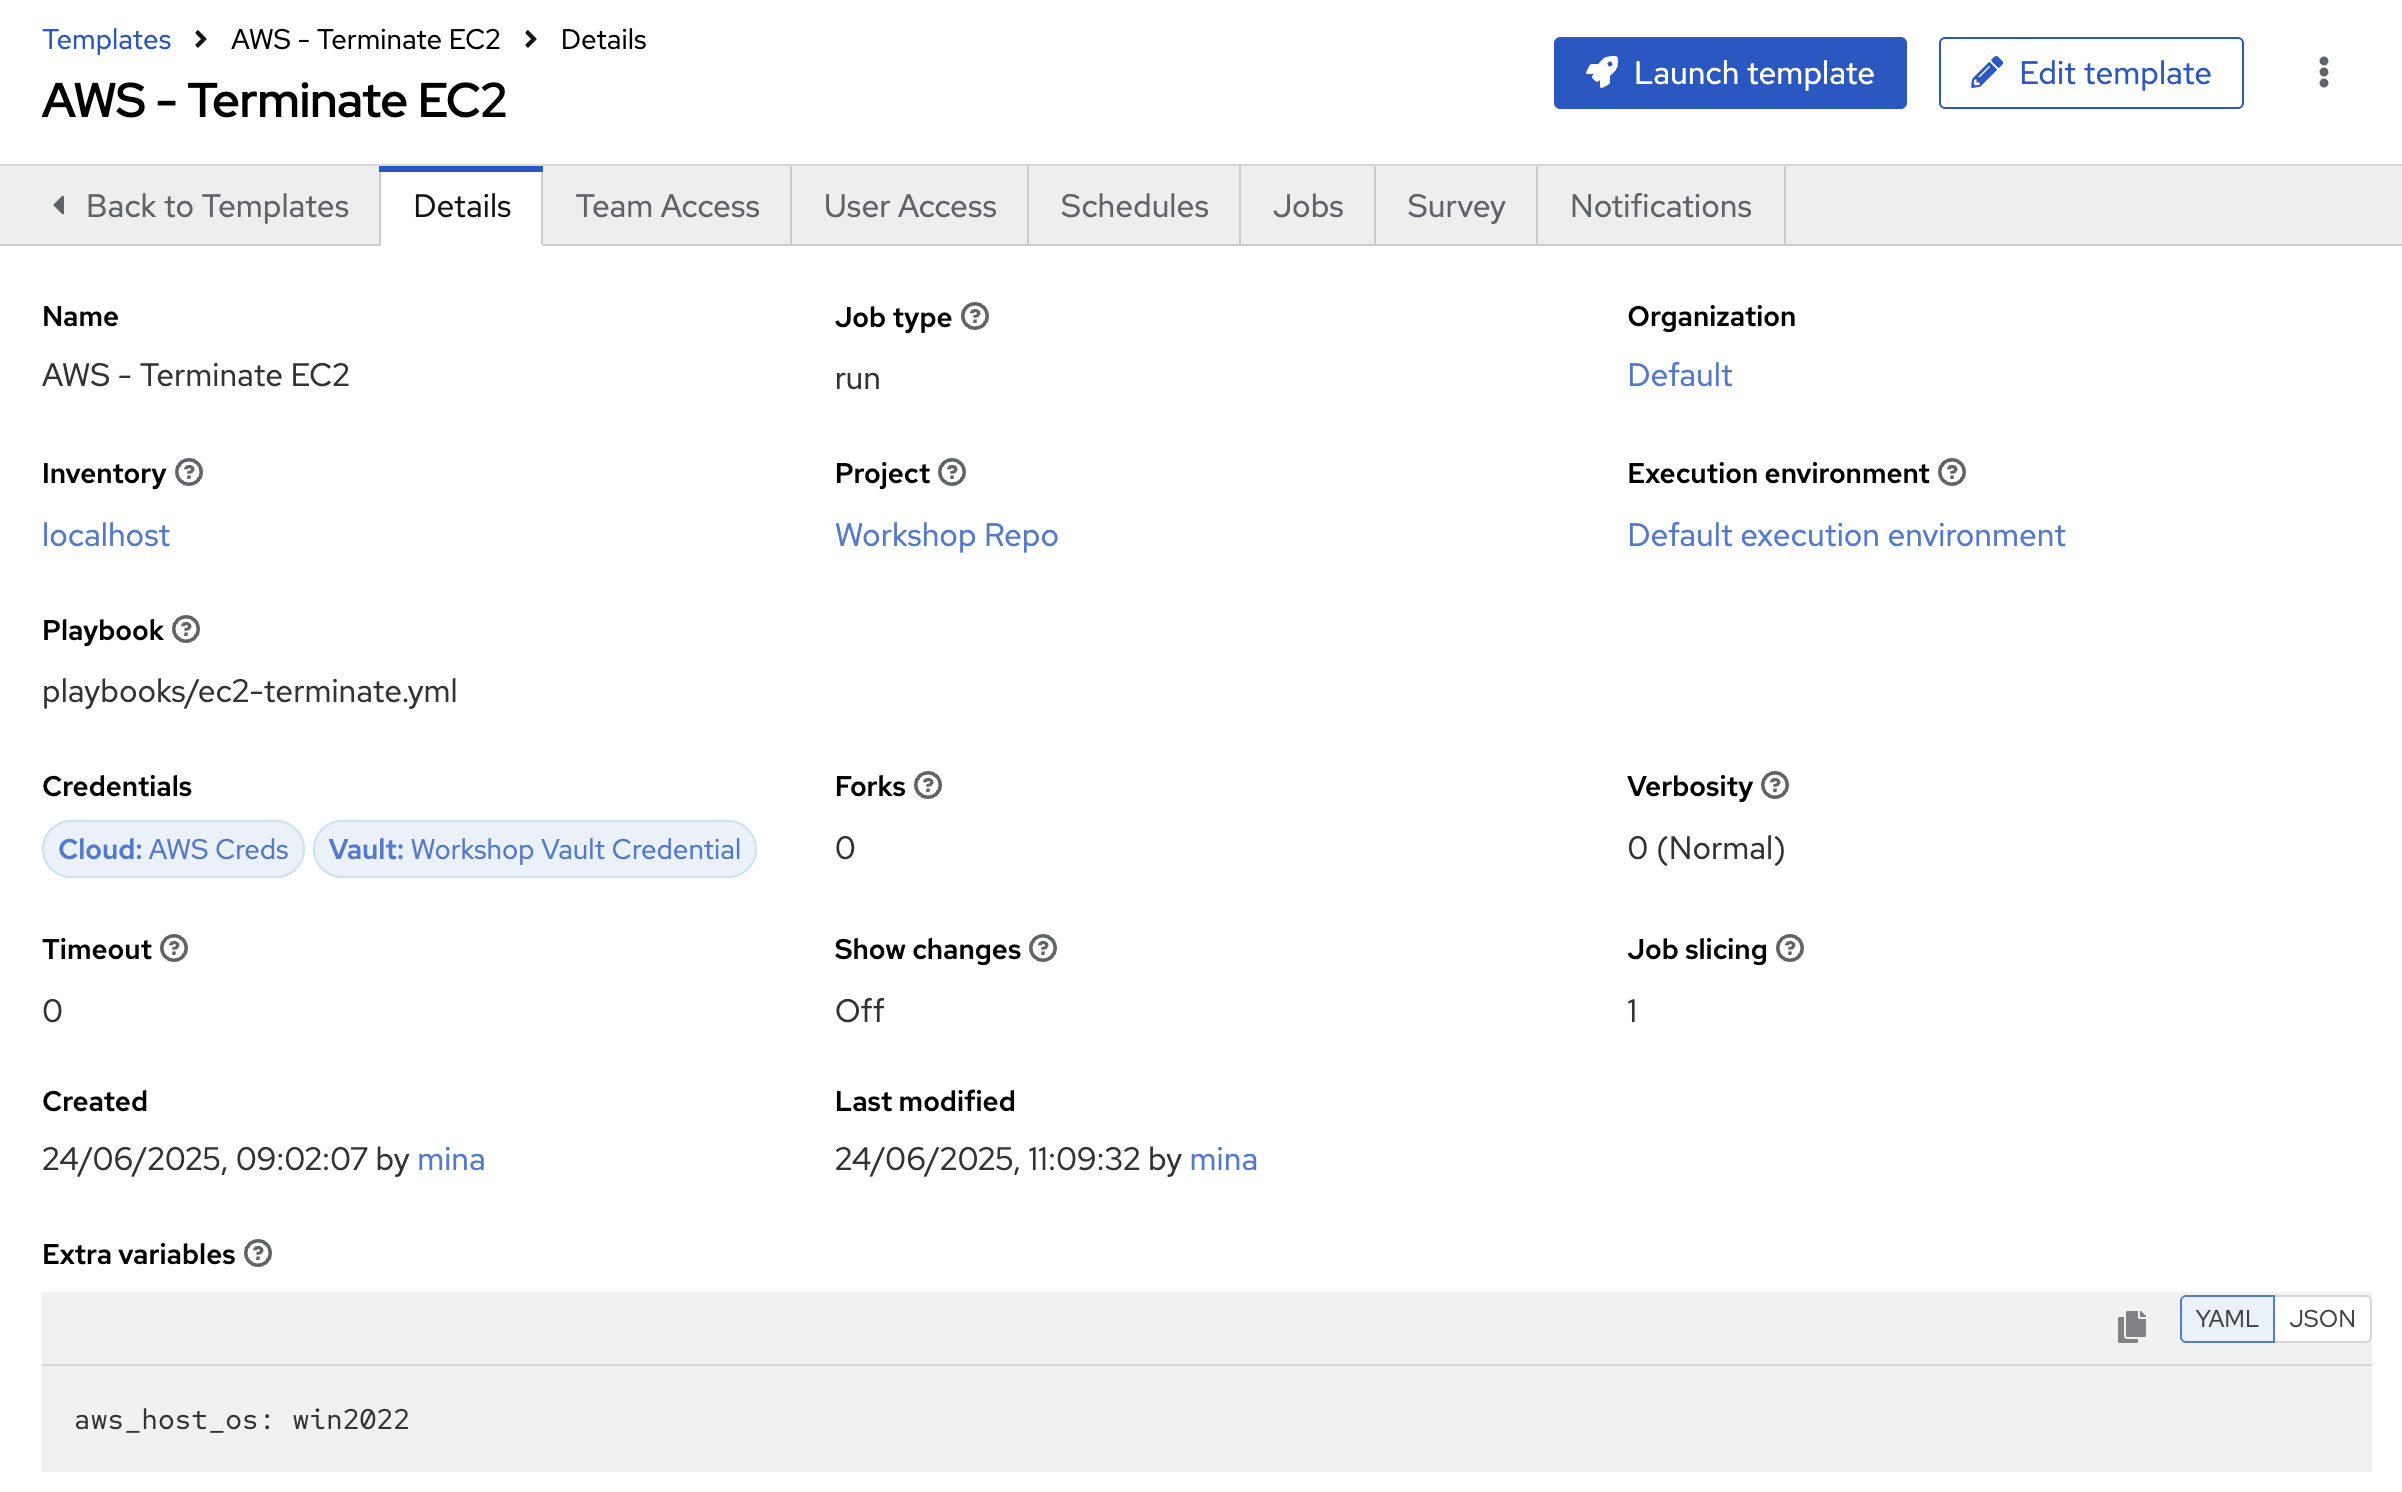 Templates > AWS - Terminate EC2 > Details
AWS - Terminate EC2
Launch template
Edit template
Back to Templates
Details
Team Access
User Access
Schedules
Jobs
Survey
Notifications
Name
AWS - Terminate EC2
Job type
run
Organization
Default
Inventory
localhost
Project
Workshop Repo
Execution environment
Default execution environment
Playbook
playbooks/ec2-terminate.yml
Credentials
Cloud: AWS Creds
Vault: Workshop Vault Credential
Forks
0
Verbosity
0 (Normal)
Timeout
0
Show changes
Off
Job slicing
1
Created
24/06/2025, 09:02:07 by mina
Last modified
24/06/2025, 11:09:32 by mina
Extra variables
YAML
JSON
aws_host_os: win2022